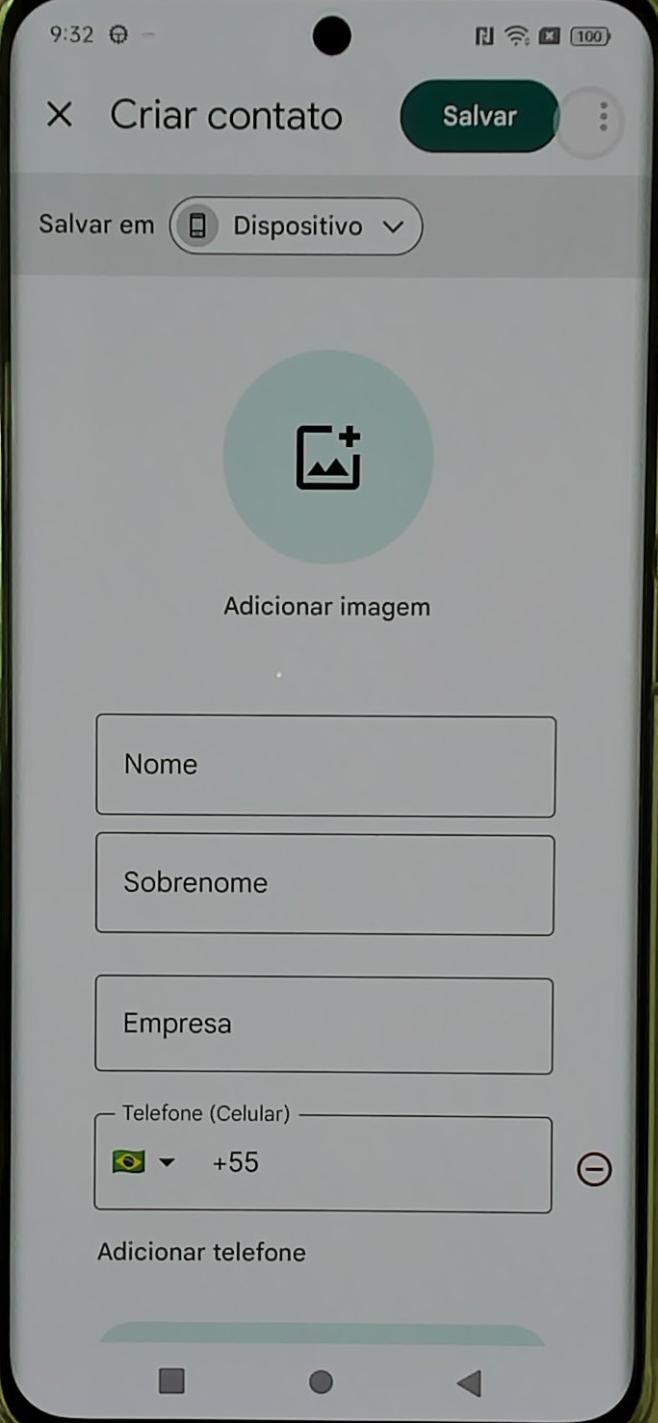 9:32
100
Criar contato
Salvar
Salvar em
Dispositivo
Adicionar imagem
Nome
Sobrenome
Empresa
Telefone (Celular)
+55
Adicionar telefone